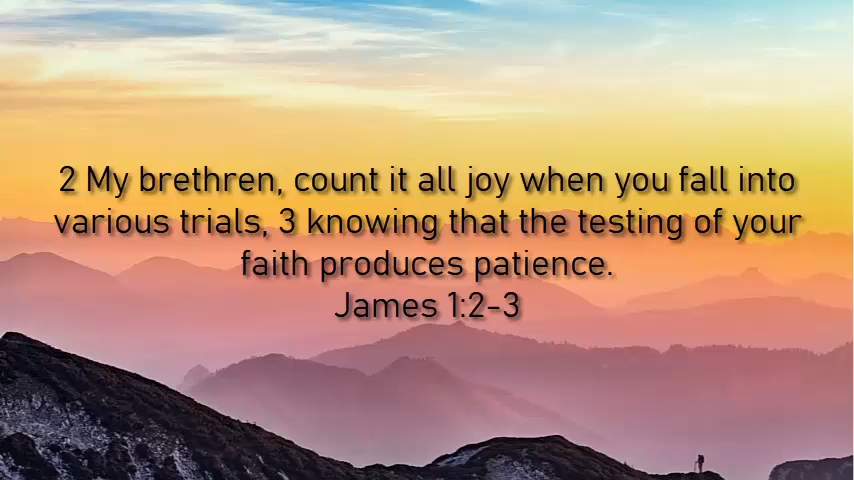 2 My brethren, count it all joy when you fall into
various trials, 3 knowing that the testing of your
faith produces patience.
James 1:2-3